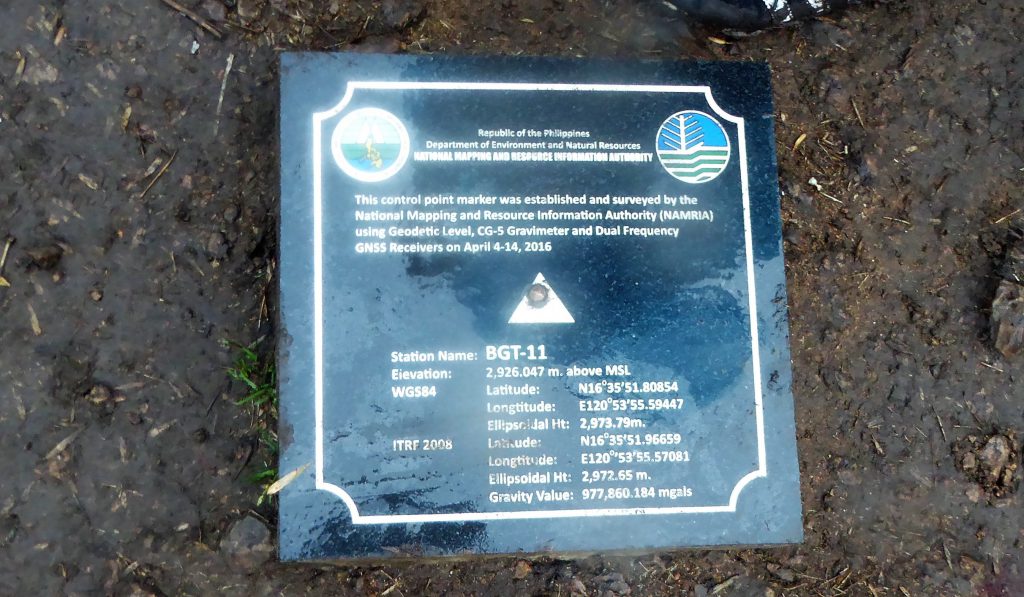 Republic of the Philippines
Department of Environment and Natural Resources
NATIONAL MAPPING AND RESOURCE INFORMATION AUTHORITY
This control point marker was established and surveyed by the
National Mapping and Resource Information Authority (NAMRIA)
using Geodetic Level, CG-5 Gravimeter and Dual Frequency
GNSS Receivers on April 4-14, 2016
Station Name: BGT-11
Eievation: 2,926.047 m. above MSL
WGS84 Latitude: N16°35'51.80854
Longtitude: E120°53'55.59447
Ellipsoidal Ht: 2,973.79m.
ITRF 2008 Latitude: N16°35'51.96659
Longtitude: E120°53'55.57081
Ellipsoidal Ht: 2,972.65 m.
Gravity Value: 977,860.184 mgals